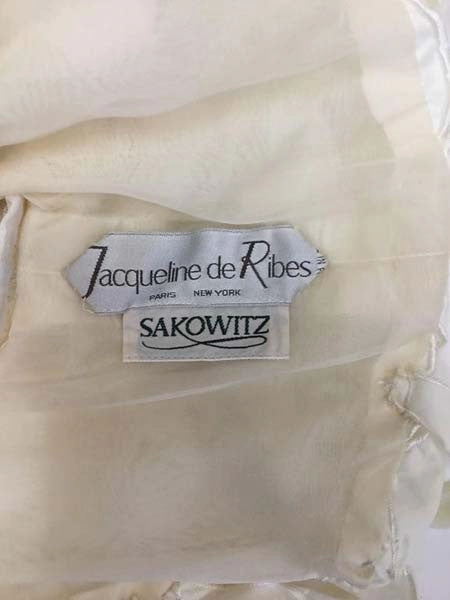 Jacqueline de Ribes
PARIS NEW YORK
SAKOWITZ